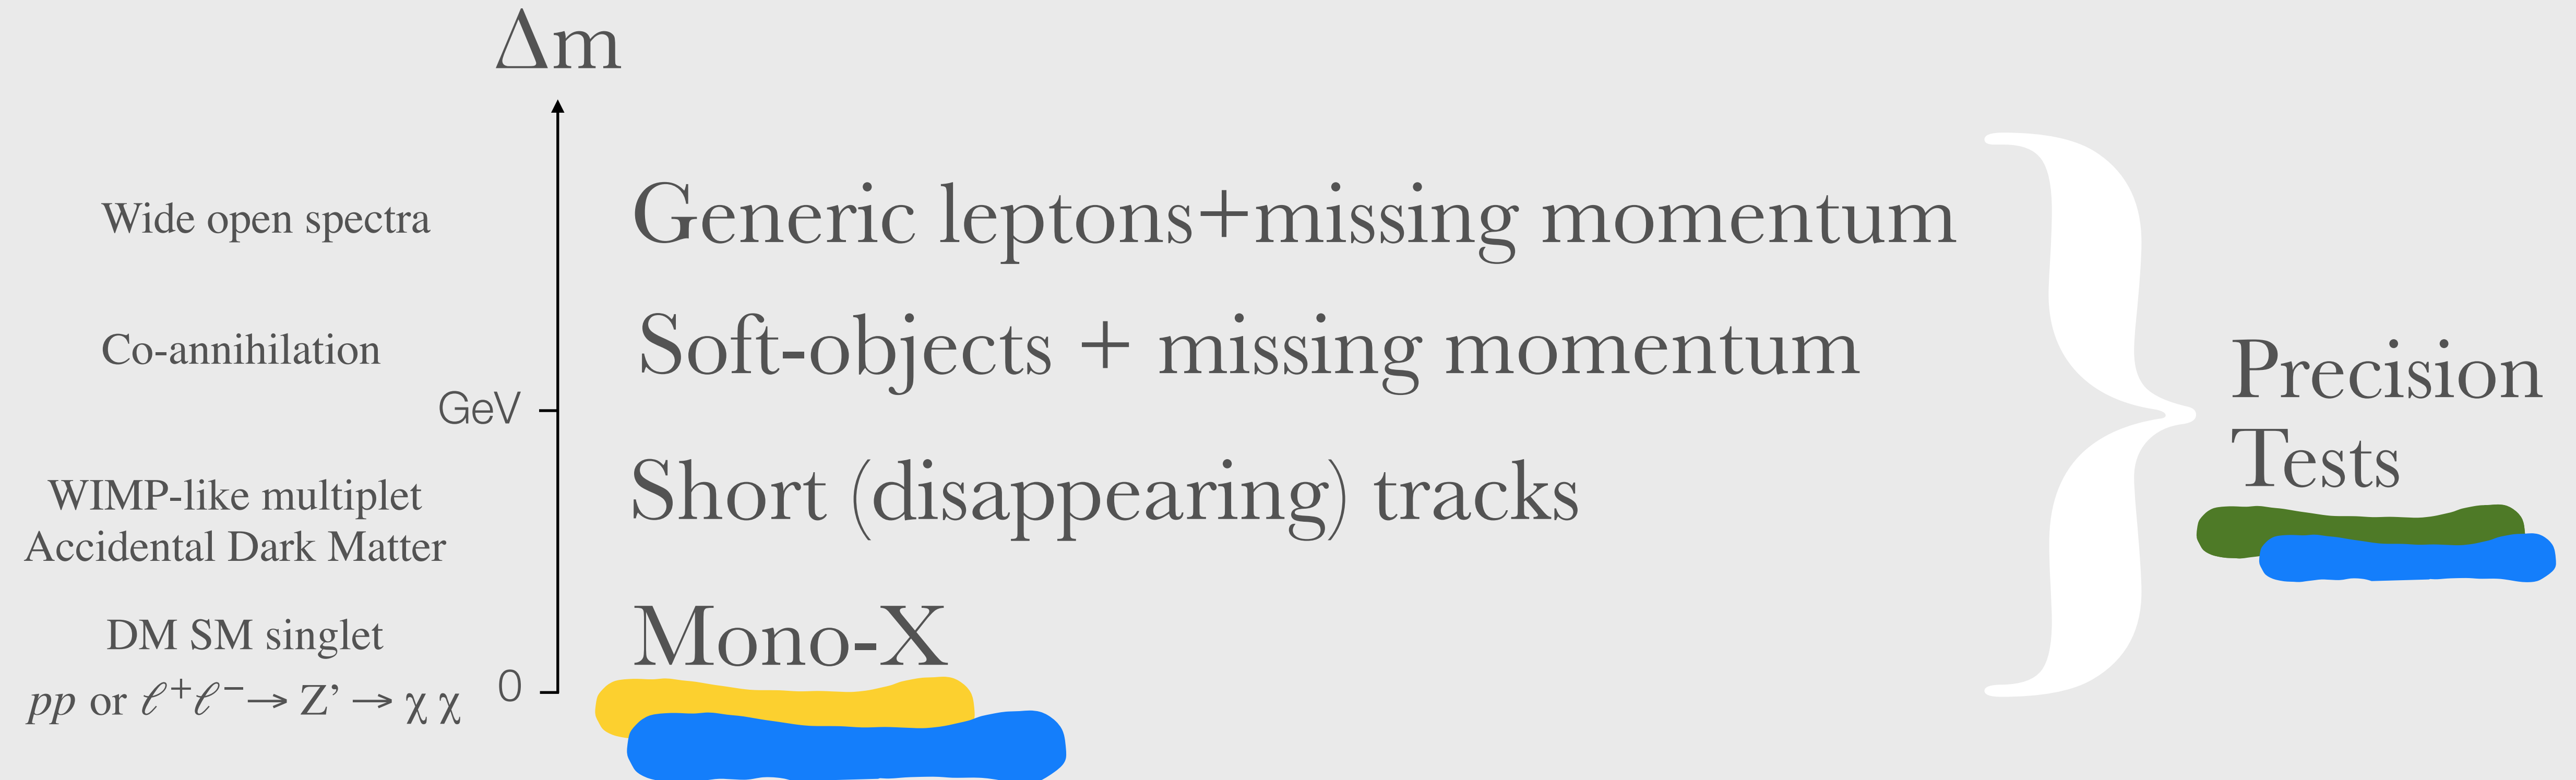 Δm
Wide open spectra
Generic leptons+missing momentum
Co-annihilation
Soft-objects + missing momentum
GeV
Precision
Tests
WIMP-like multiplet
Accidental Dark Matter
Short (disappearing) tracks
DM SM singlet
Mono-X
pp or ℓ⁺ℓ⁻→ Z’ → χ χ
0